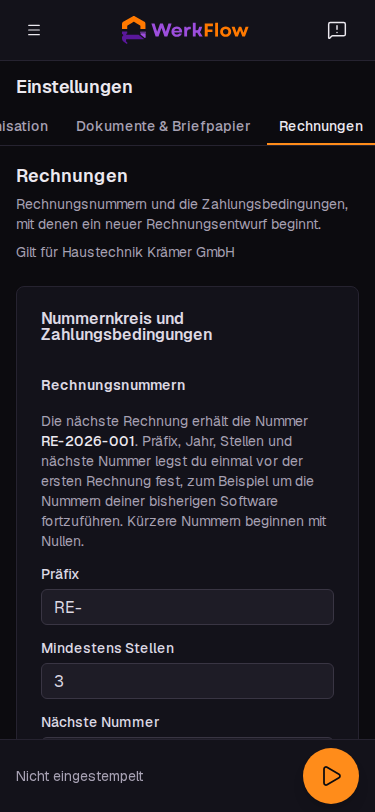 WerkFlow
Einstellungen
nisation
Dokumente & Briefpapier
Rechnungen
Rechnungen
Rechnungsnummern und die Zahlungsbedingungen,
mit denen ein neuer Rechnungsentwurf beginnt.
Gilt für Haustechnik Krämer GmbH
Nummernkreis und
Zahlungsbedingungen
Rechnungsnummern
Die nächste Rechnung erhält die Nummer
RE-2026-001. Präfix, Jahr, Stellen und
nächste Nummer legst du einmal vor der
ersten Rechnung fest, zum Beispiel um die
Nummern deiner bisherigen Software
fortzuführen. Kürzere Nummern beginnen mit
Nullen.
Präfix
RE-
Mindestens Stellen
3
Nächste Nummer
Nicht eingestempelt